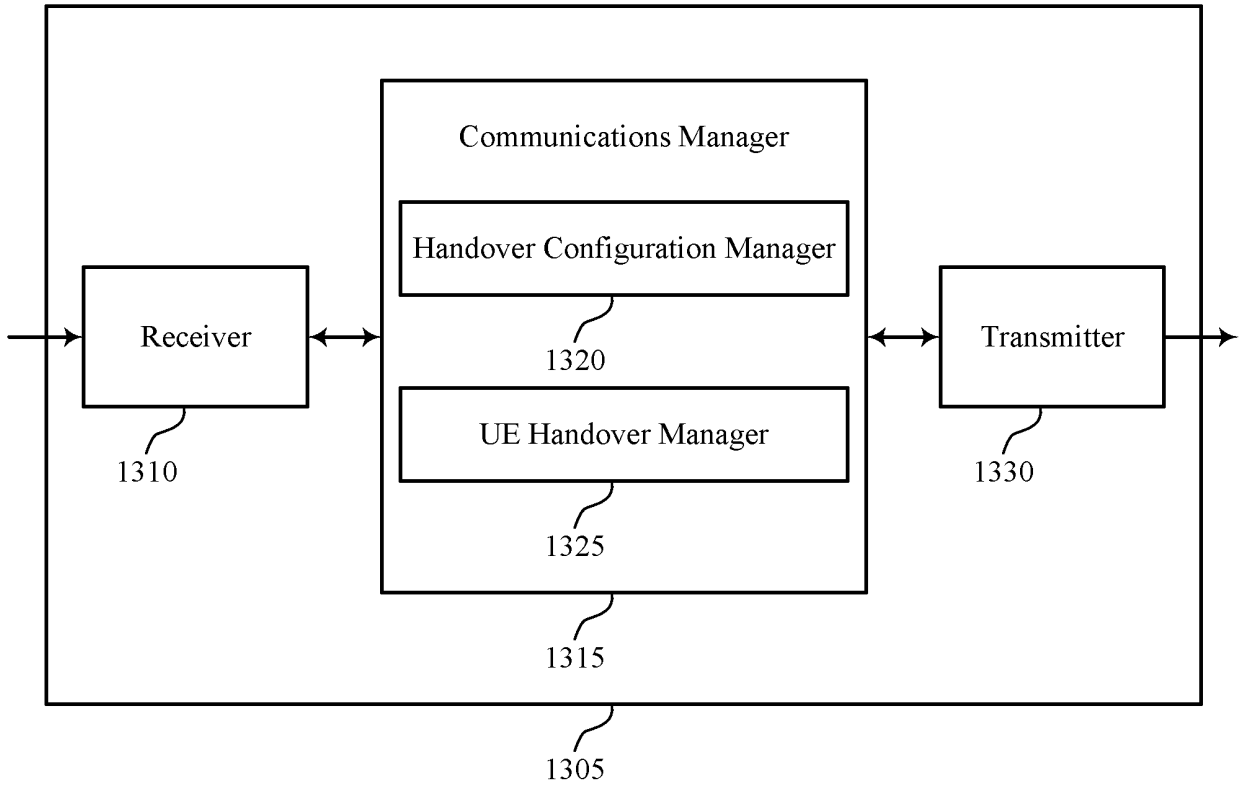 Communications Manager
Handover Configuration Manager
1320
Receiver
1310
UE Handover Manager
1325
Transmitter
1330
1315
1305